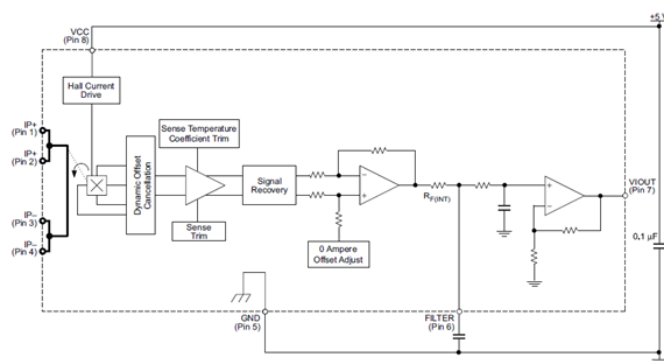 +5 V
VCC
(Pin 8)
Hall Current
Drive
IP+
(Pin 1)
IP+
(Pin 2)
IP−
(Pin 3)
IP−
(Pin 4)
Dynamic Offset
Cancellation
Sense Temperature
Coefficient Trim
Sense
Trim
Signal
Recovery
0 Ampere
Offset Adjust
−
+
RF(INT)
+
−
VIOUT
(Pin 7)
0.1 µF
GND
(Pin 5)
FILTER
(Pin 6)